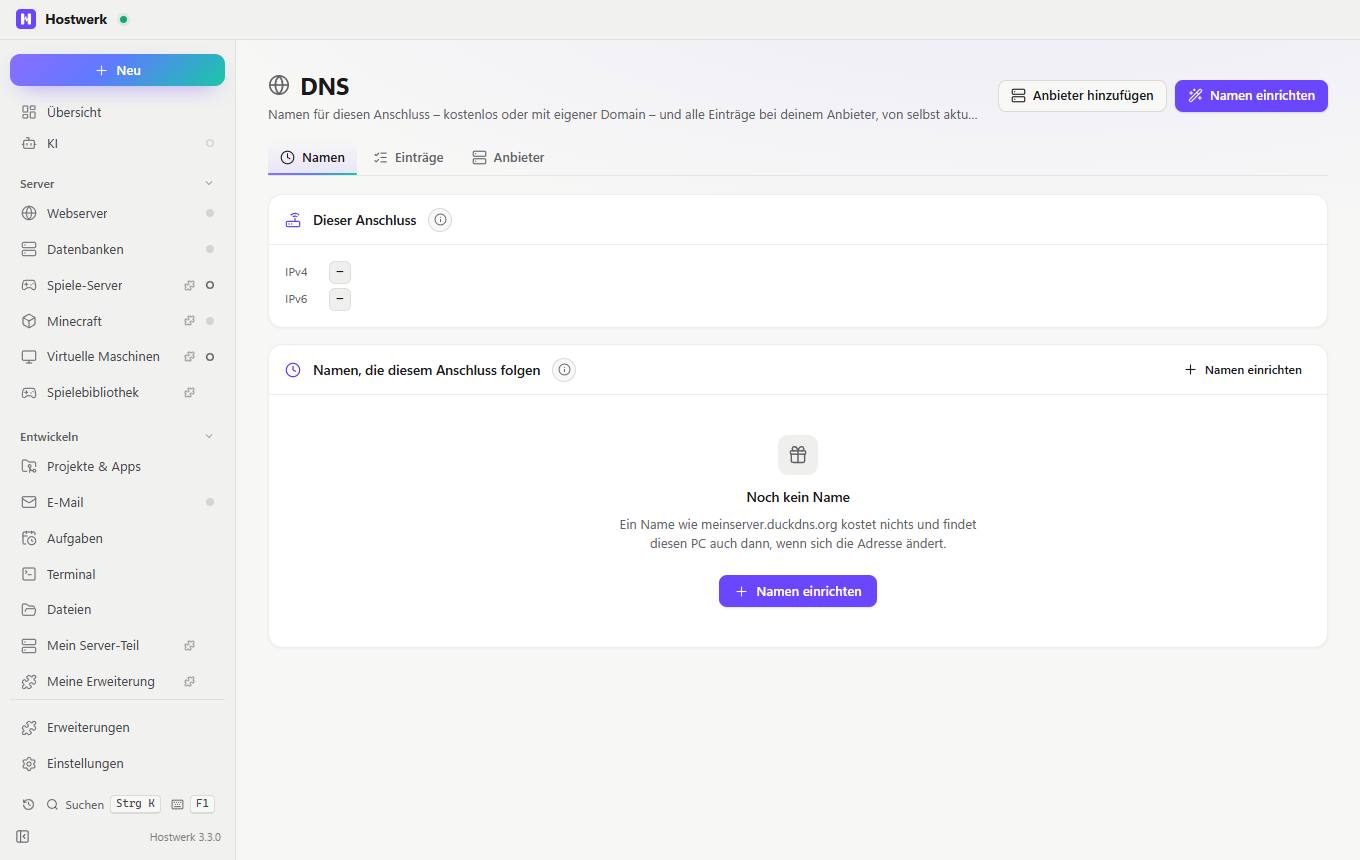 Hostwerk
Neu
Übersicht
KI
Server
Webserver
Datenbanken
Spiele-Server
Minecraft
Virtuelle Maschinen
Spielebibliothek
Entwickeln
Projekte & Apps
E-Mail
Aufgaben
Terminal
Dateien
Mein Server-Teil
Meine Erweiterung
Erweiterungen
Einstellungen
Suchen Strg K F1
Hostwerk 3.3.0
DNS
Namen für diesen Anschluss – kostenlos oder mit eigener Domain – und alle Einträge bei deinem Anbieter, von selbst aktu...
Anbieter hinzufügen
Namen einrichten
Namen Einträge Anbieter
Dieser Anschluss
IPv4 –
IPv6 –
Namen, die diesem Anschluss folgen
Namen einrichten
Noch kein Name
Ein Name wie meinserver.duckdns.org kostet nichts und findet
diesen PC auch dann, wenn sich die Adresse ändert.
Namen einrichten